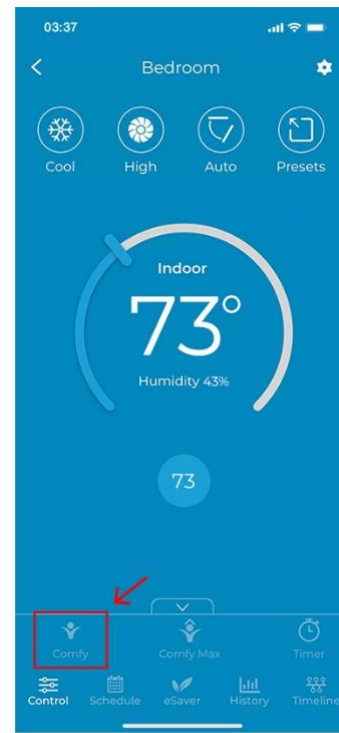 03:37
Bedroom
Cool High Auto Presets
Indoor
73°
Humidity 43%
73
Comfy Comfy Max Timer
Control Schedule eSaver History Timeline